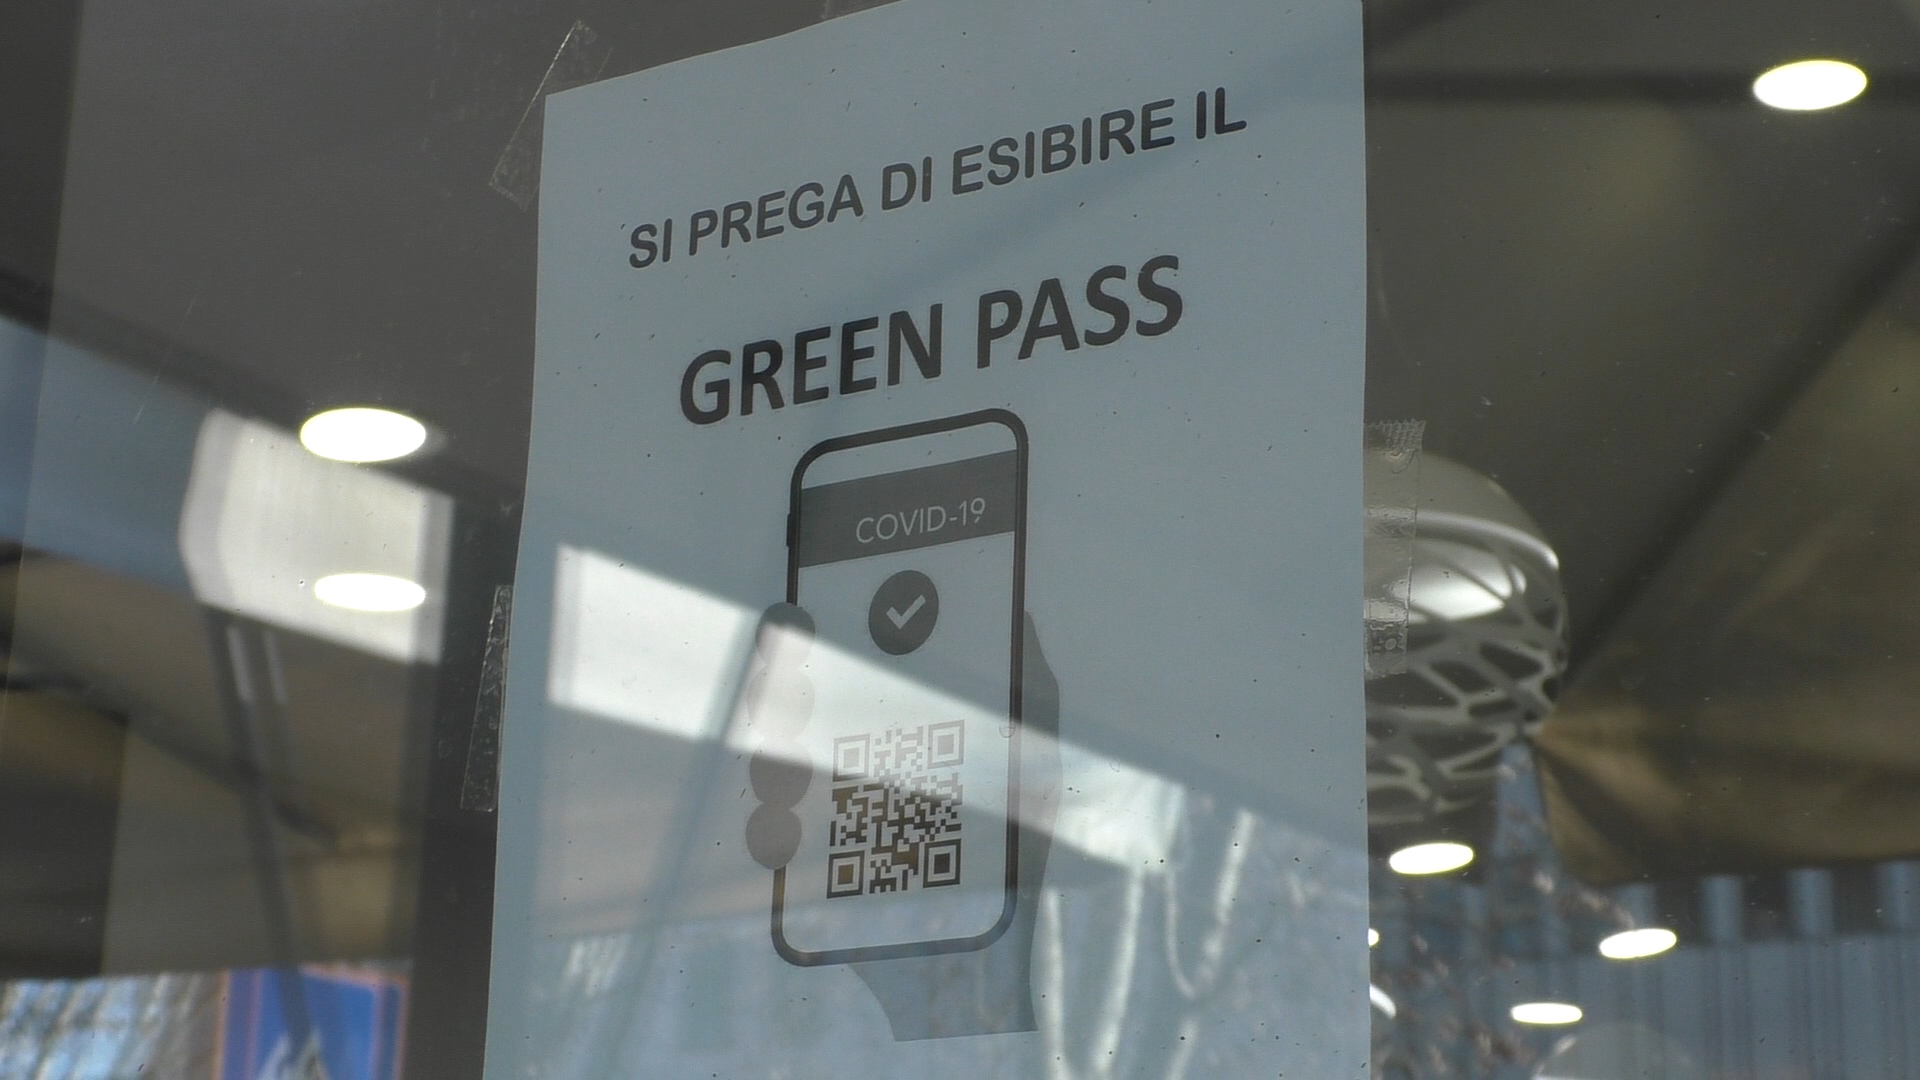 SI PREGA DI ESIBIRE IL
GREEN PASS
COVID-19